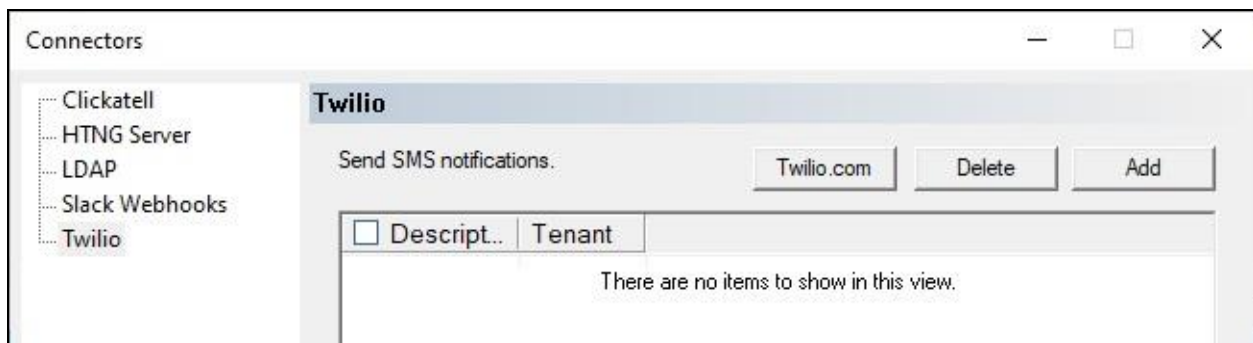 Connectors
Clickatell
HTNG Server
LDAP
Slack Webhooks
Twilio
Twilio
Send SMS notifications.
Twilio.com
Delete
Add
Descript... Tenant
There are no items to show in this view.